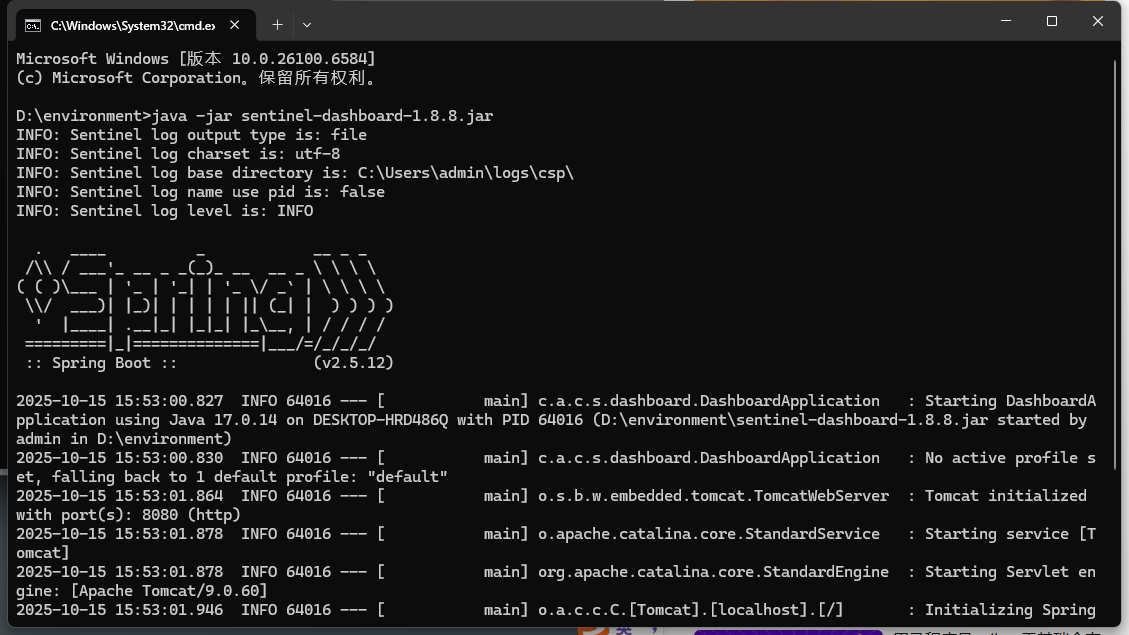 C:\Windows\System32\cmd.ex
Microsoft Windows [版本 10.0.26100.6584]
(c) Microsoft Corporation。保留所有权利。
D:\environment>java -jar sentinel-dashboard-1.8.8.jar
INFO: Sentinel log output type is: file
INFO: Sentinel log charset is: utf-8
INFO: Sentinel log base directory is: C:\Users\admin\logs\csp\
INFO: Sentinel log name use pid is: false
INFO: Sentinel log level is: INFO
  .   ____          _            __ _ _
 /\\ / ___'_ __ _ _(_)_ __  __ _ \ \ \ \
( ( )\___ | '_ | '_| | '_ \/ _` | \ \ \ \
 \\/  ___)| |_)| | | | | || (_| |  ) ) ) )
  '  |____| .__|_| |_|_| |_\__, | / / / /
 =========|_|==============|___/=/_/_/_/
 :: Spring Boot ::               (v2.5.12)
2025-10-15 15:53:00.827  INFO 64016 --- [           main] c.a.c.s.dashboard.DashboardApplication   : Starting DashboardA
pplication using Java 17.0.14 on DESKTOP-HRD486Q with PID 64016 (D:\environment\sentinel-dashboard-1.8.8.jar started by
admin in D:\environment)
2025-10-15 15:53:00.830  INFO 64016 --- [           main] c.a.c.s.dashboard.DashboardApplication   : No active profile s
et, falling back to 1 default profile: "default"
2025-10-15 15:53:01.864  INFO 64016 --- [           main] o.s.b.w.embedded.tomcat.TomcatWebServer  : Tomcat initialized
with port(s): 8080 (http)
2025-10-15 15:53:01.878  INFO 64016 --- [           main] o.apache.catalina.core.StandardService   : Starting service [T
omcat]
2025-10-15 15:53:01.878  INFO 64016 --- [           main] org.apache.catalina.core.StandardEngine  : Starting Servlet en
gine: [Apache Tomcat/9.0.60]
2025-10-15 15:53:01.946  INFO 64016 --- [           main] o.a.c.c.C.[Tomcat].[localhost].[/]       : Initializing Spring